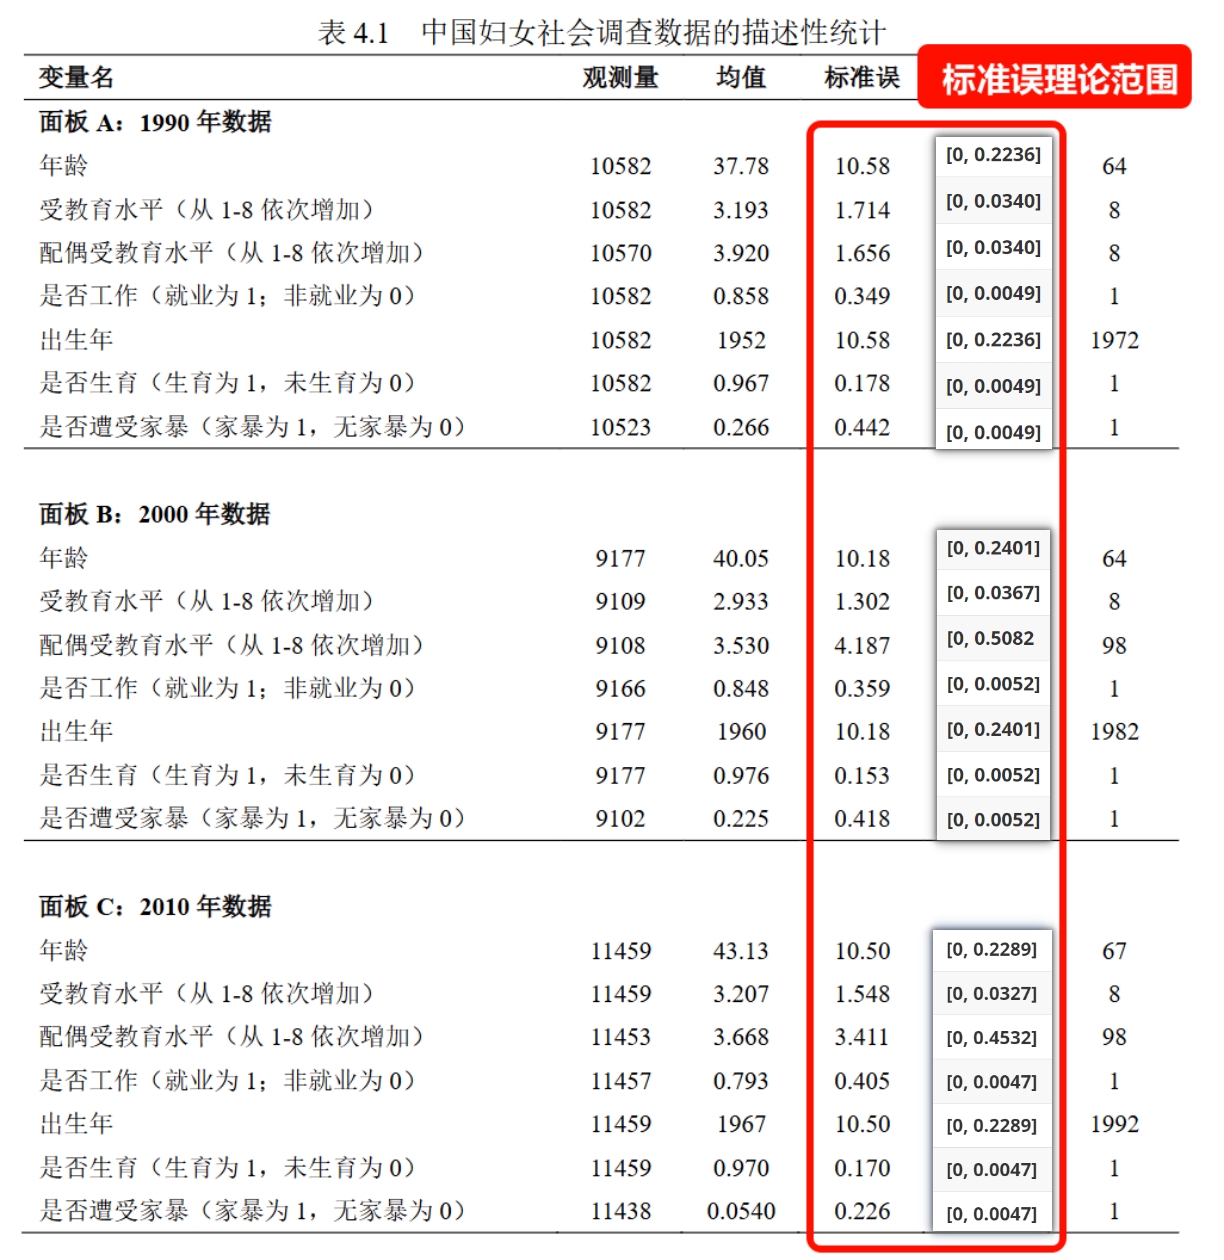 表 4.1 中国妇女社会调查数据的描述性统计
变量名 观测量 均值 标准误 标准误理论范围
面板 A：1990 年数据
年龄 10582 37.78 10.58 [0, 0.2236] 64
受教育水平（从 1-8 依次增加） 10582 3.193 1.714 [0, 0.0340] 8
配偶受教育水平（从 1-8 依次增加） 10570 3.920 1.656 [0, 0.0340] 8
是否工作（就业为 1；非就业为 0） 10582 0.858 0.349 [0, 0.0049] 1
出生年 10582 1952 10.58 [0, 0.2236] 1972
是否生育（生育为 1，未生育为 0） 10582 0.967 0.178 [0, 0.0049] 1
是否遭受家暴（家暴为 1，无家暴为 0） 10523 0.266 0.442 [0, 0.0049] 1
面板 B：2000 年数据
年龄 9177 40.05 10.18 [0, 0.2401] 64
受教育水平（从 1-8 依次增加） 9109 2.933 1.302 [0, 0.0367] 8
配偶受教育水平（从 1-8 依次增加） 9108 3.530 4.187 [0, 0.5082 98
是否工作（就业为 1；非就业为 0） 9166 0.848 0.359 [0, 0.0052] 1
出生年 9177 1960 10.18 [0, 0.2401] 1982
是否生育（生育为 1，未生育为 0） 9177 0.976 0.153 [0, 0.0052] 1
是否遭受家暴（家暴为 1，无家暴为 0） 9102 0.225 0.418 [0, 0.0052] 1
面板 C：2010 年数据
年龄 11459 43.13 10.50 [0, 0.2289] 67
受教育水平（从 1-8 依次增加） 11459 3.207 1.548 [0, 0.0327] 8
配偶受教育水平（从 1-8 依次增加） 11453 3.668 3.411 [0, 0.4532] 98
是否工作（就业为 1；非就业为 0） 11457 0.793 0.405 [0, 0.0047] 1
出生年 11459 1967 10.50 [0, 0.2289] 1992
是否生育（生育为 1，未生育为 0） 11459 0.970 0.170 [0, 0.0047] 1
是否遭受家暴（家暴为 1，无家暴为 0） 11438 0.0540 0.226 [0, 0.0047] 1